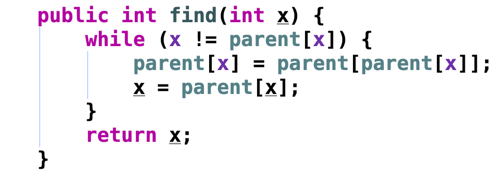 public int find(int x) {
    while (x != parent[x]) {
        parent[x] = parent[parent[x]];
        x = parent[x];
    }
    return x;
}